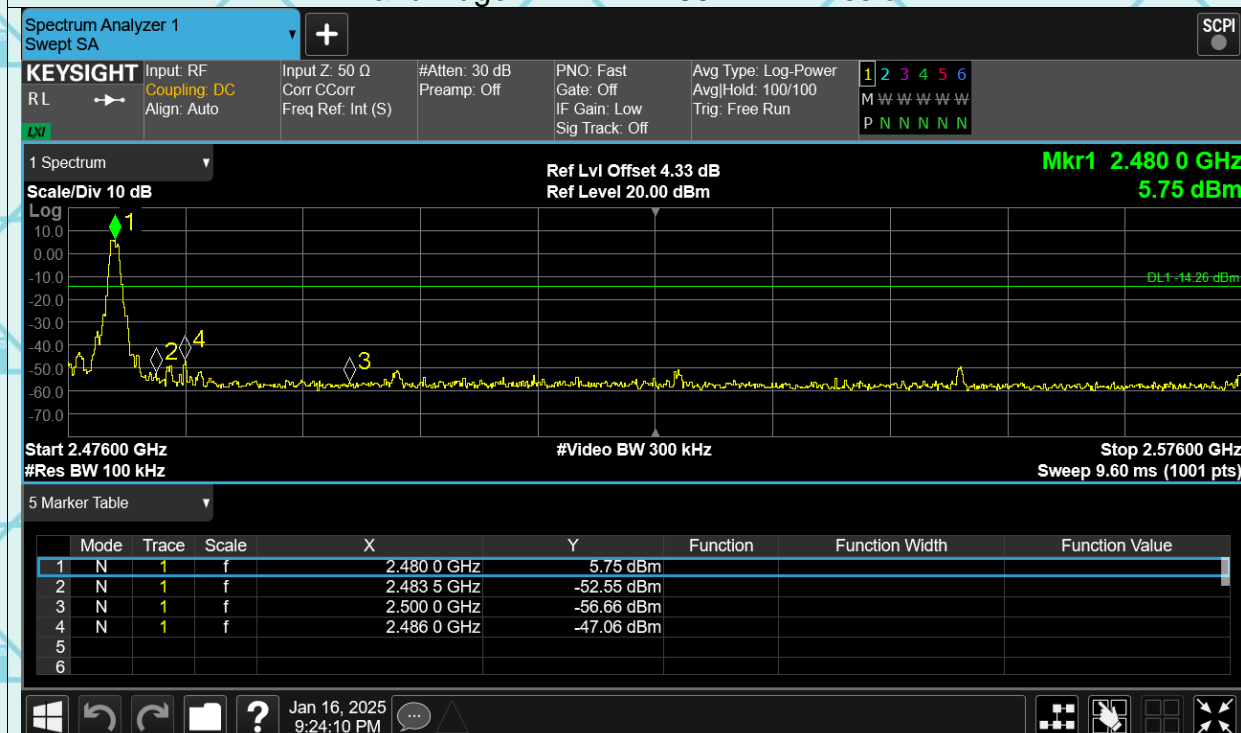 Spectrum Analyzer 1
Swept SA
+
SCPI
KEYSIGHT
RL
LXI
Input: RF
Coupling: DC
Align: Auto
Input Z: 50 Ω
Corr CCorr
Freq Ref: Int (S)
#Atten: 30 dB
Preamp: Off
PNO: Fast
Gate: Off
IF Gain: Low
Sig Track: Off
Avg Type: Log-Power
Avg|Hold: 100/100
Trig: Free Run
1 2 3 4 5 6
M W W W W W
P N N N N N
1 Spectrum
Scale/Div 10 dB
Ref Lvl Offset 4.33 dB
Ref Level 20.00 dBm
Mkr1 2.480 0 GHz
5.75 dBm
Log
10.0
0.00
-10.0
-20.0
-30.0
-40.0
-50.0
-60.0
-70.0
1
2
4
3
DL1 -14.26 dBm
Start 2.47600 GHz
#Video BW 300 kHz
Stop 2.57600 GHz
#Res BW 100 kHz
Sweep 9.60 ms (1001 pts)
5 Marker Table
Mode Trace Scale X Y Function Function Width Function Value
1 N 1 f 2.480 0 GHz 5.75 dBm
2 N 1 f 2.483 5 GHz -52.55 dBm
3 N 1 f 2.500 0 GHz -56.66 dBm
4 N 1 f 2.486 0 GHz -47.06 dBm
5
6
?
Jan 16, 2025
9:24:10 PM